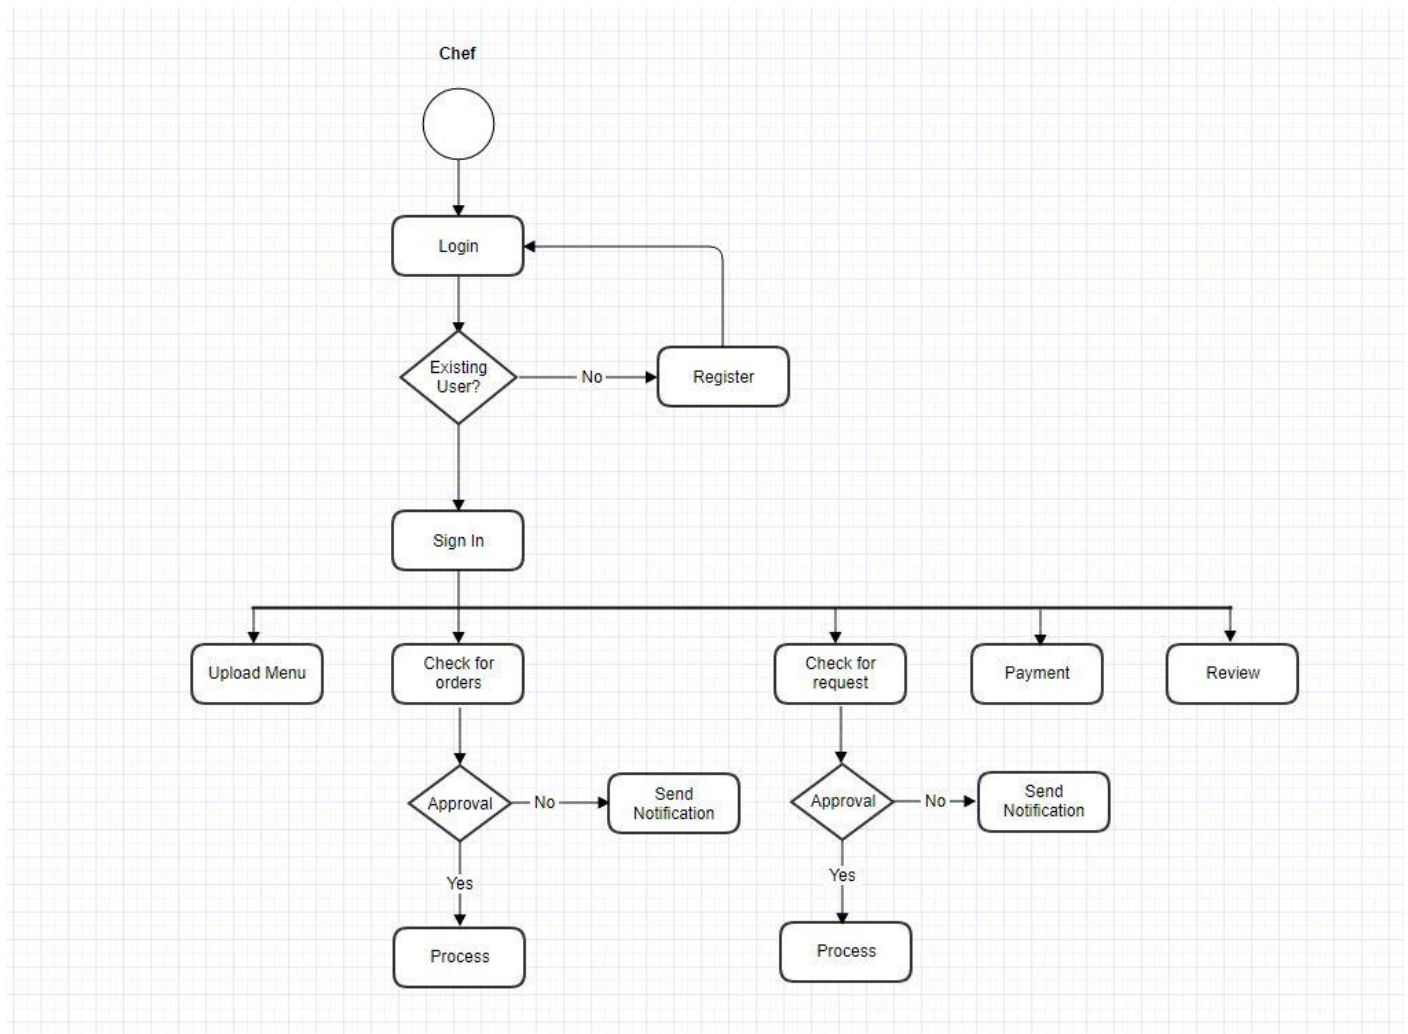 Chef
Login
Existing
User?
No
Register
Sign In
Upload Menu
Check for
orders
Check for
request
Payment
Review
Approval
No
Send
Notification
Approval
No
Send
Notification
Yes
Yes
Process
Process